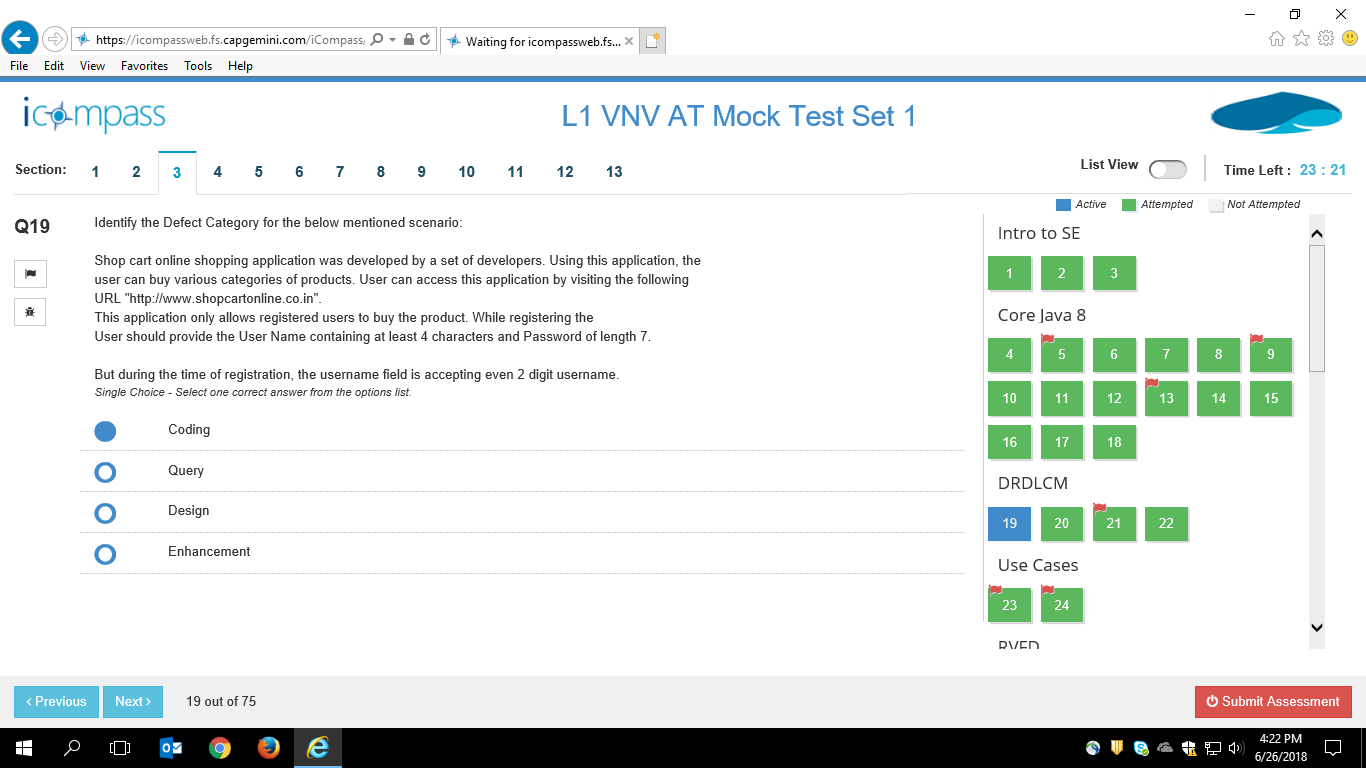 https://icompassweb.fs.capgemini.com/iCompass/
Waiting for icompassweb.fs...
File Edit View Favorites Tools Help
icompass
L1 VNV AT Mock Test Set 1
Section: 1 2 3 4 5 6 7 8 9 10 11 12 13
List View
Time Left : 23 : 21
Active Attempted Not Attempted
Q19
Identify the Defect Category for the below mentioned scenario:
Shop cart online shopping application was developed by a set of developers. Using this application, the
user can buy various categories of products. User can access this application by visiting the following
URL "http://www.shopcartonline.co.in".
This application only allows registered users to buy the product. While registering the
User should provide the User Name containing at least 4 characters and Password of length 7.
But during the time of registration, the username field is accepting even 2 digit username.
Single Choice - Select one correct answer from the options list.
Coding
Query
Design
Enhancement
Intro to SE
1 2 3
Core Java 8
4 5 6 7 8 9
10 11 12 13 14 15
16 17 18
DRDLCM
19 20 21 22
Use Cases
23 24
RVED
Previous Next 19 out of 75
Submit Assessment
4:22 PM
6/26/2018